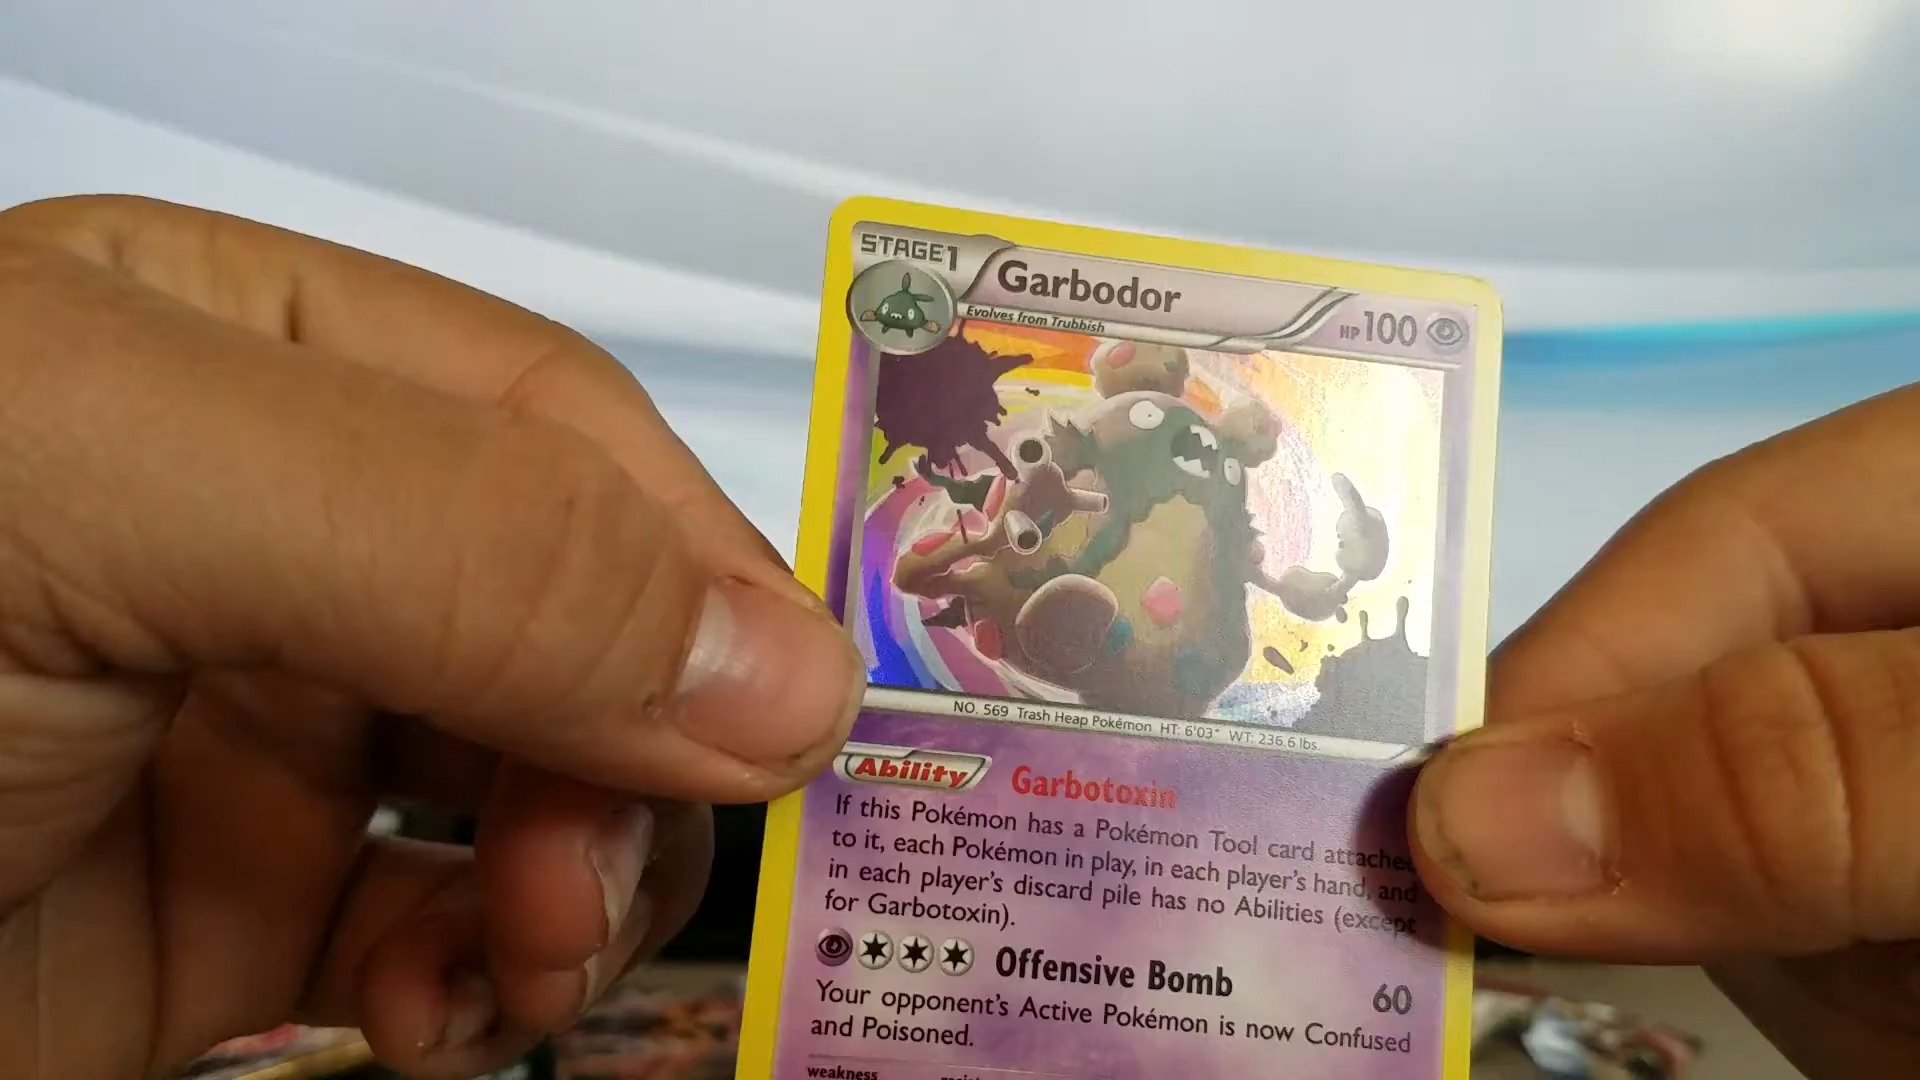 STAGE1
Garbodor
HP 100
Evolves from Trubbish
NO. 569 Trash Heap Pokémon HT: 6'03" WT: 236.6 lbs.
Ability Garbotoxin
If this Pokémon has a Pokémon Tool card attached
to it, each Pokémon in play, in each player's hand, and
in each player's discard pile has no Abilities (except
for Garbotoxin).
Offensive Bomb 60
Your opponent's Active Pokémon is now Confused
and Poisoned.
weakness